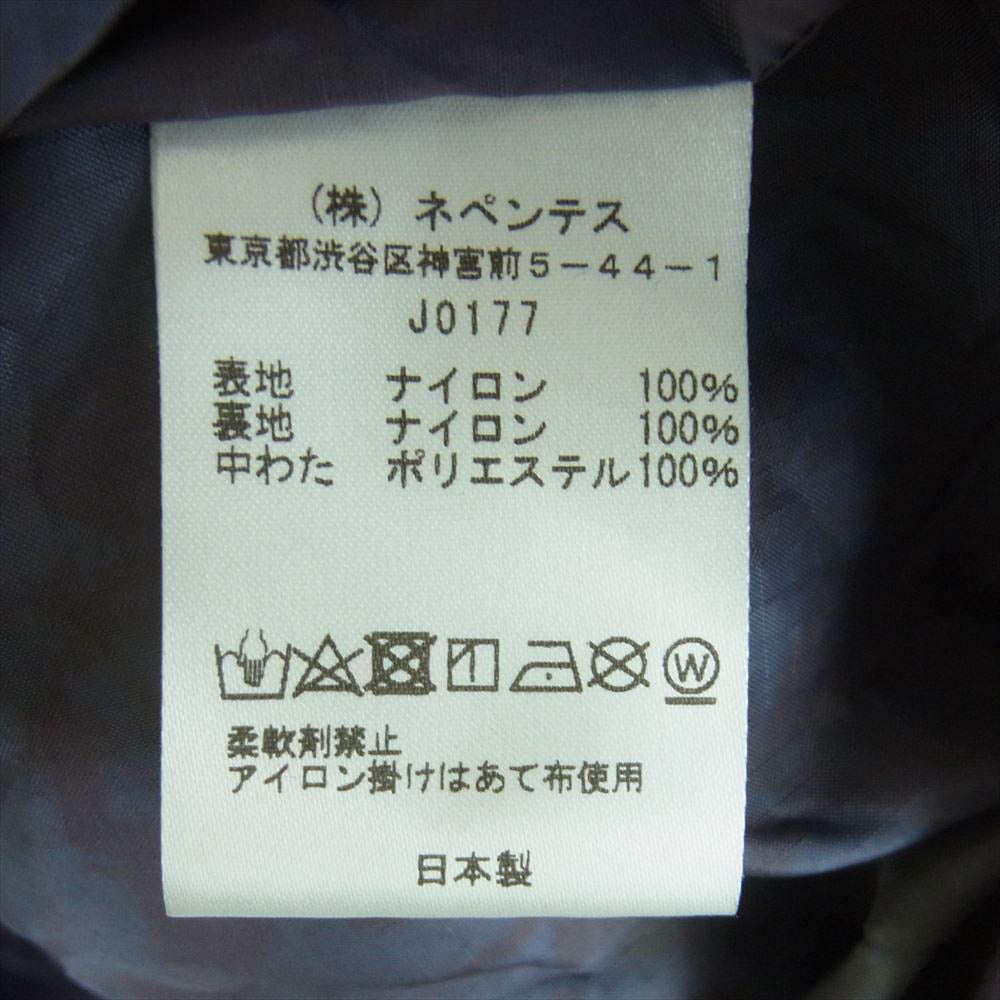 (株) ネペンテス
東京都渋谷区神宮前5-44-1
J0177
表地 ナイロン 100%
裏地 ナイロン 100%
中わた ポリエステル100%
W
柔軟剤禁止
アイロン掛けはあて布使用
日本製